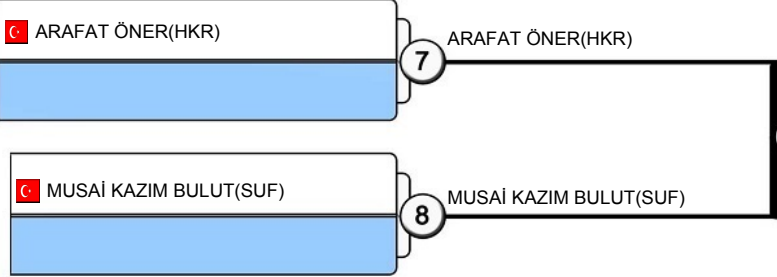 ARAFAT ÖNER(HKR)
7
ARAFAT ÖNER(HKR)
MUSAİ KAZIM BULUT(SUF)
8
MUSAİ KAZIM BULUT(SUF)